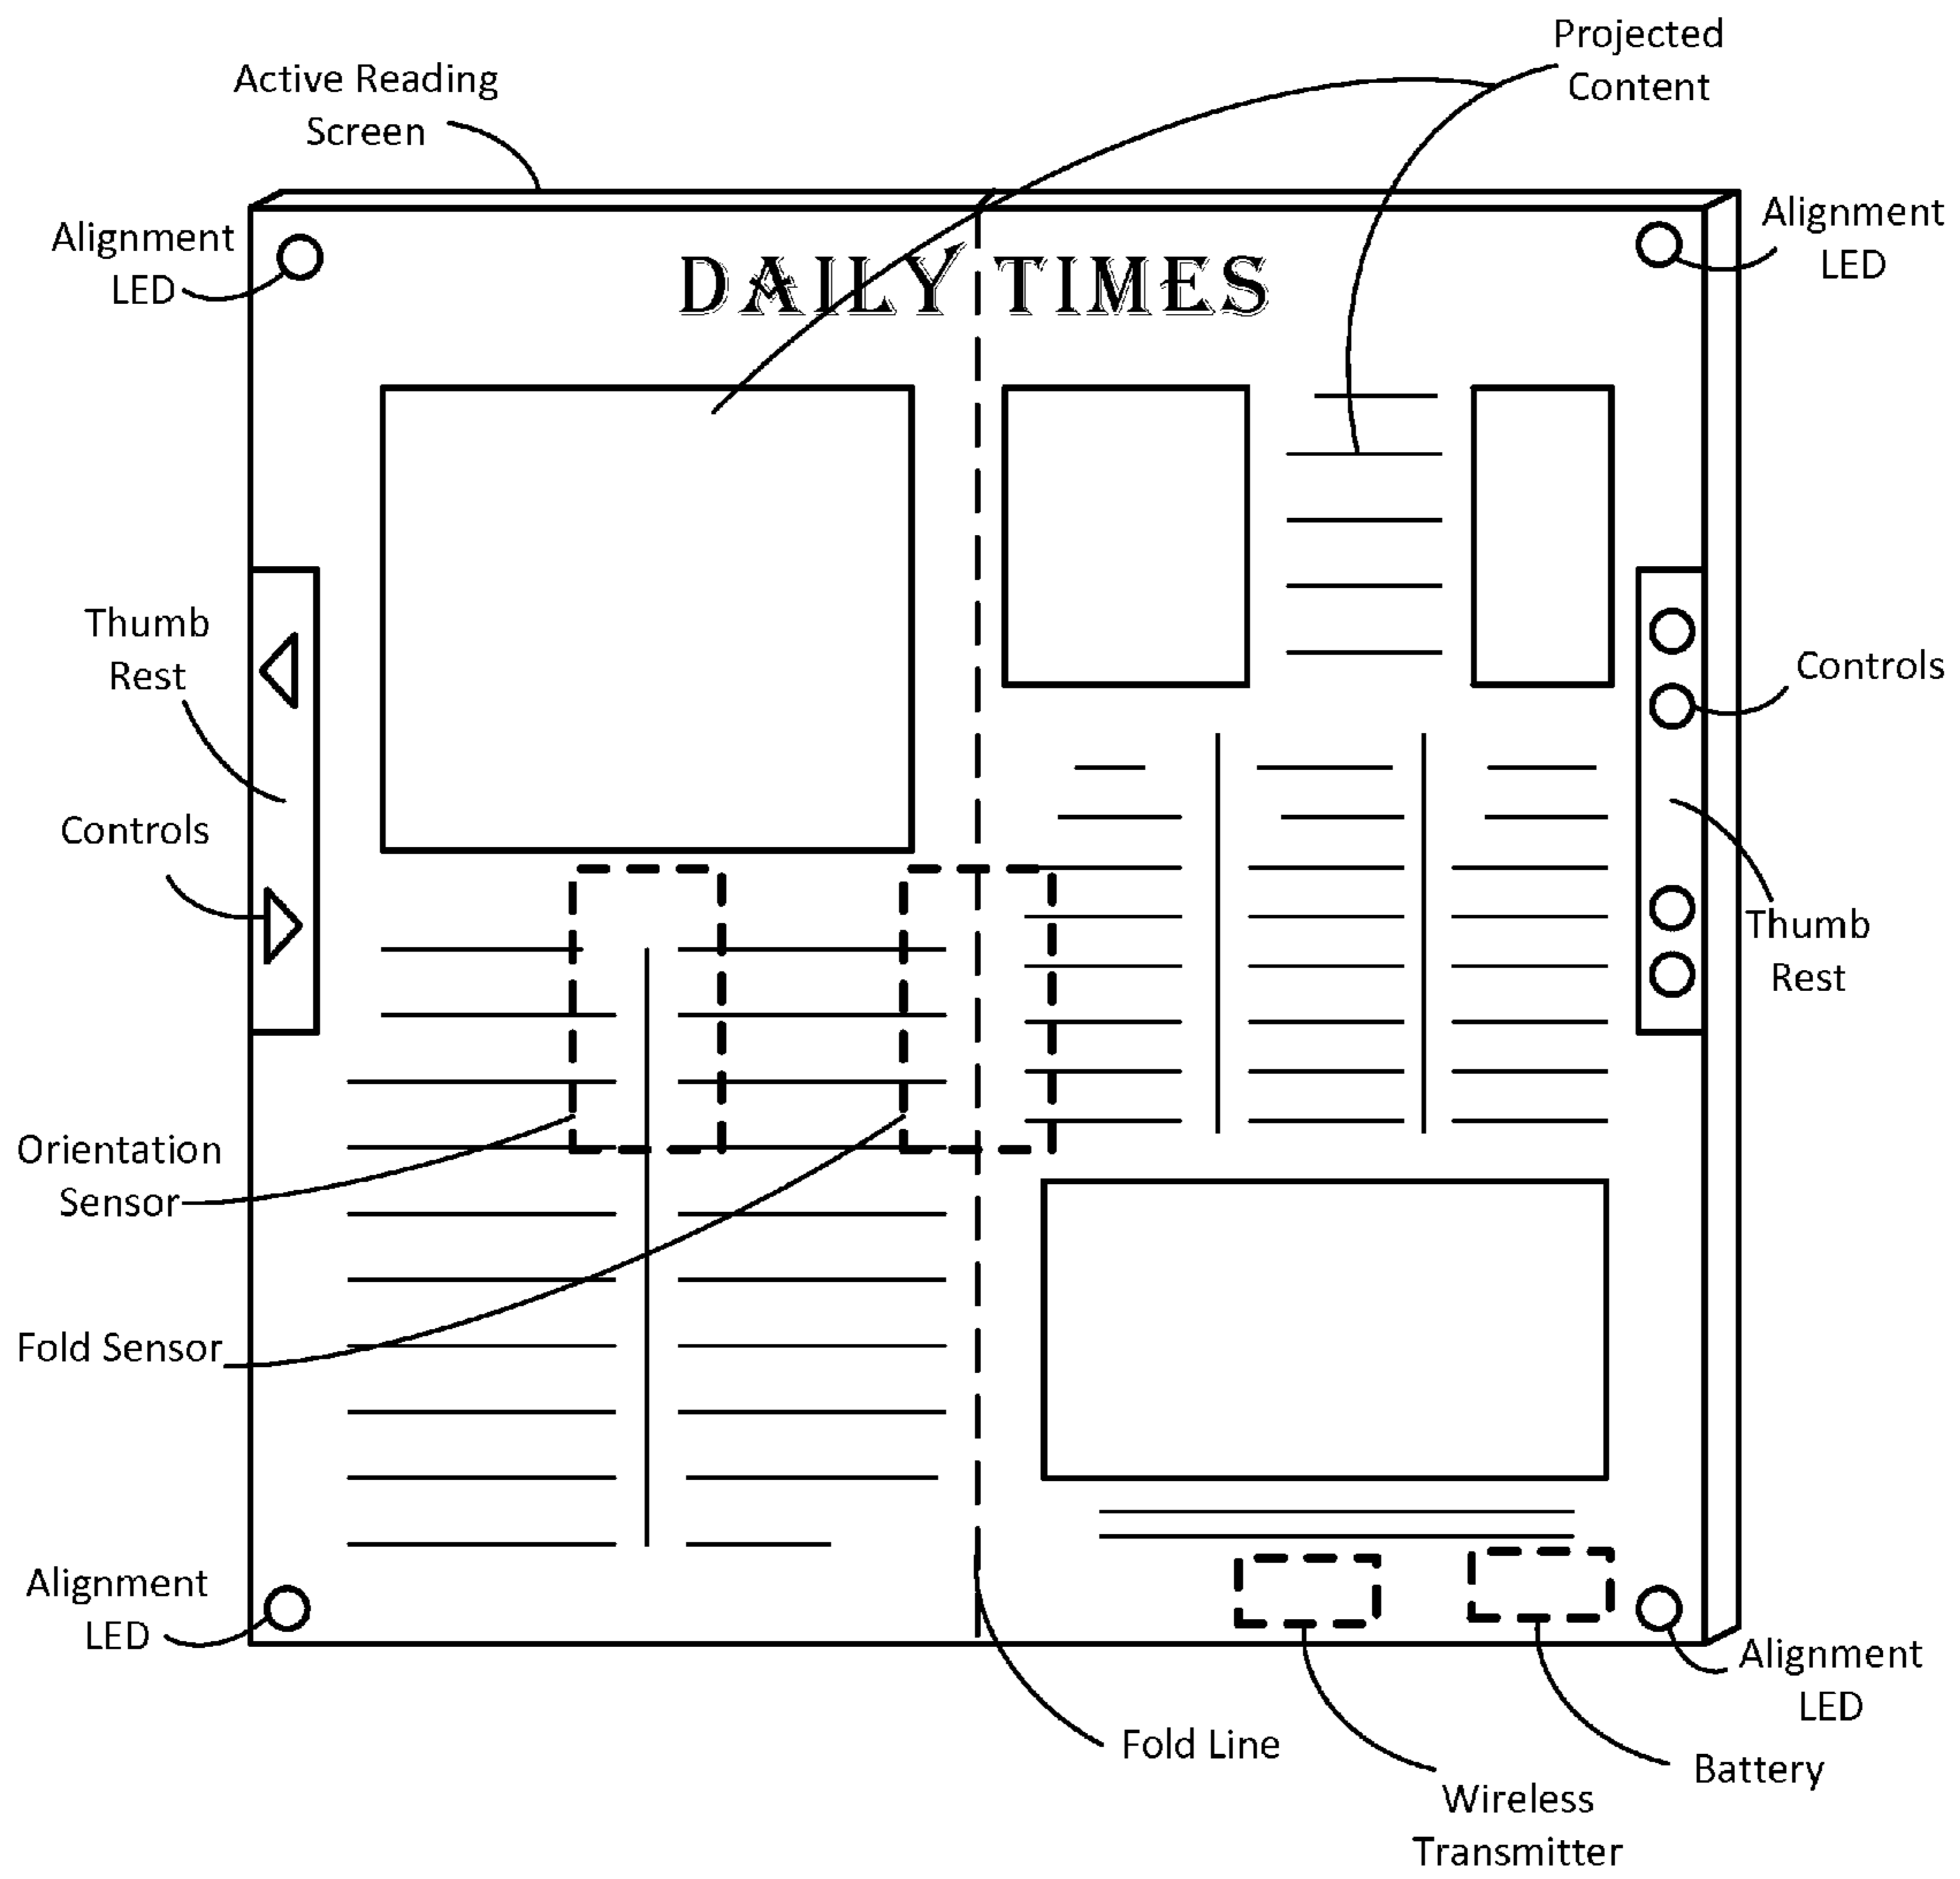 Projected
Content
Active Reading
Screen
Alignment
LED
Alignment
LED
DAILY TIMES
Thumb
Rest
Controls
Controls
Thumb
Rest
Orientation
Sensor
Fold Sensor
Alignment
LED
Alignment
LED
Fold Line
Battery
Wireless
Transmitter